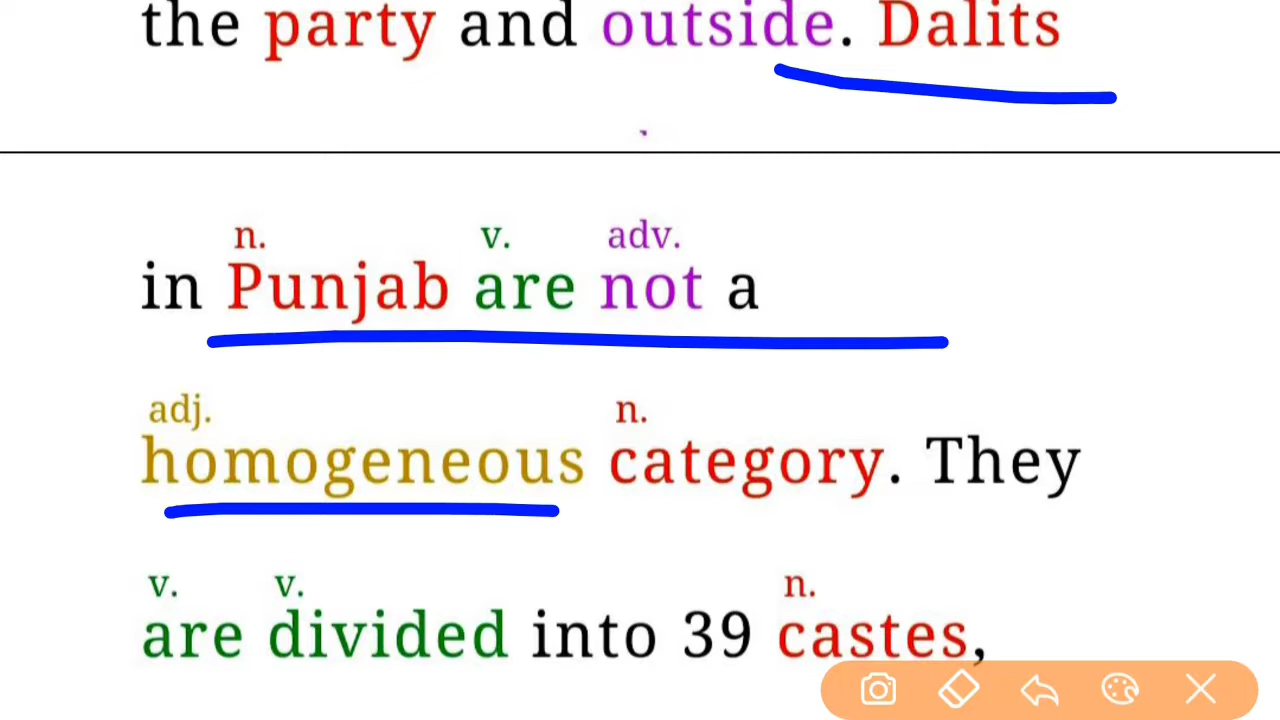 the party and outside. Dalits
n. v. adv.
in Punjab are not a
adj. n.
homogeneous category. They
v. v. n.
are divided into 39 castes,